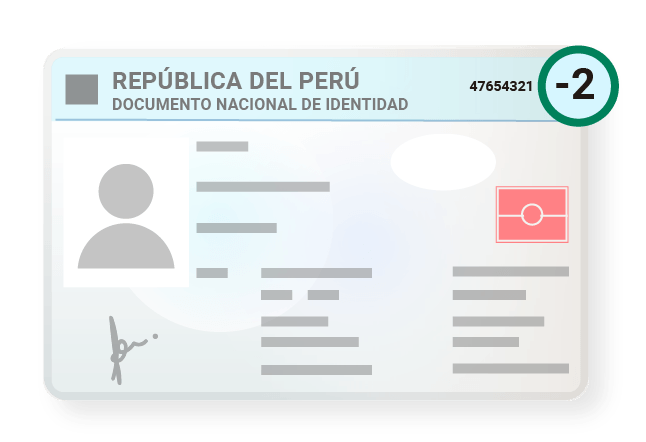 REPÚBLICA DEL PERÚ
DOCUMENTO NACIONAL DE IDENTIDAD
47654321 -2